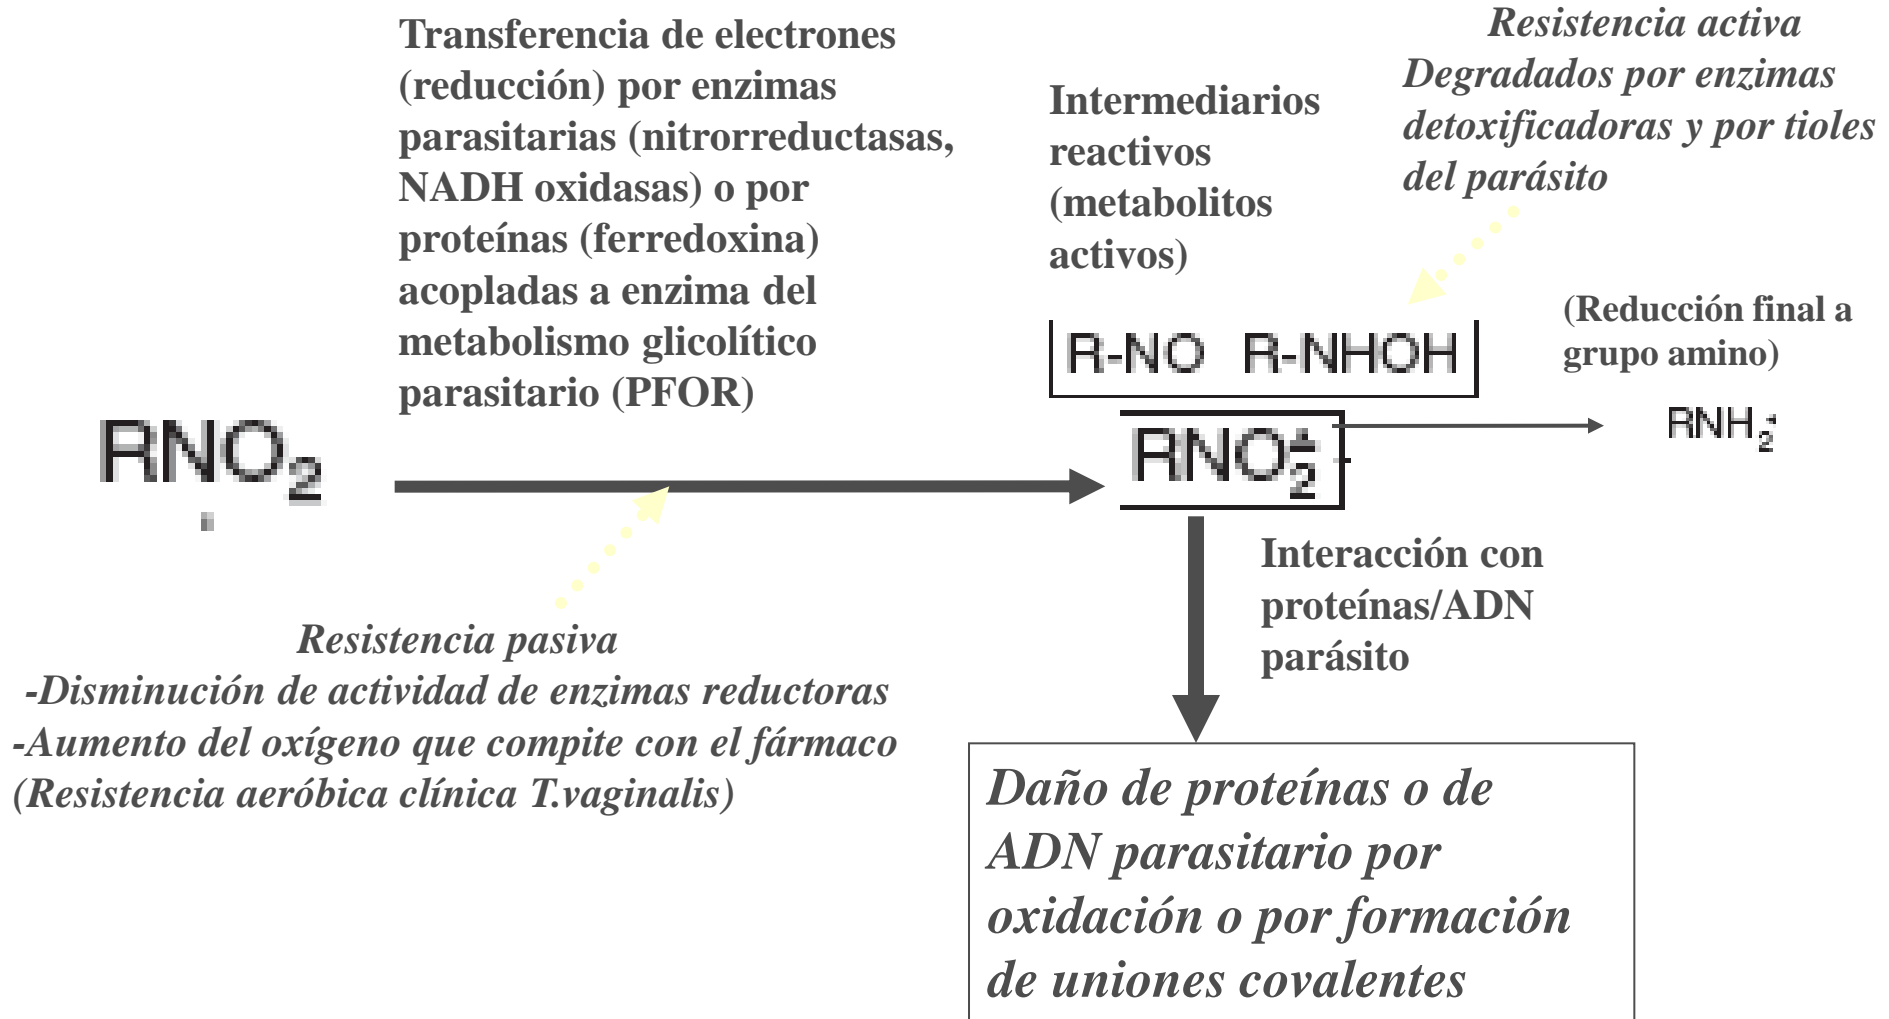 Transferencia de electrones
(reducción) por enzimas
parasitarias (nitrorreductasas,
NADH oxidasas) o por
proteínas (ferredoxina)
acopladas a enzima del
metabolismo glicolítico
parasitario (PFOR)
Intermediarios
reactivos
(metabolitos
activos)
Resistencia activa
Degradados por enzimas
detoxificadoras y por tioles
del parásito
R-NO R-NHOH
(Reducción final a
grupo amino)
RNO₂
RNO₂∸
RNH₂
Interacción con
proteínas/ADN
parásito
Resistencia pasiva
-Disminución de actividad de enzimas reductoras
-Aumento del oxígeno que compite con el fármaco
(Resistencia aeróbica clínica T.vaginalis)
Daño de proteínas o de
ADN parasitario por
oxidación o por formación
de uniones covalentes